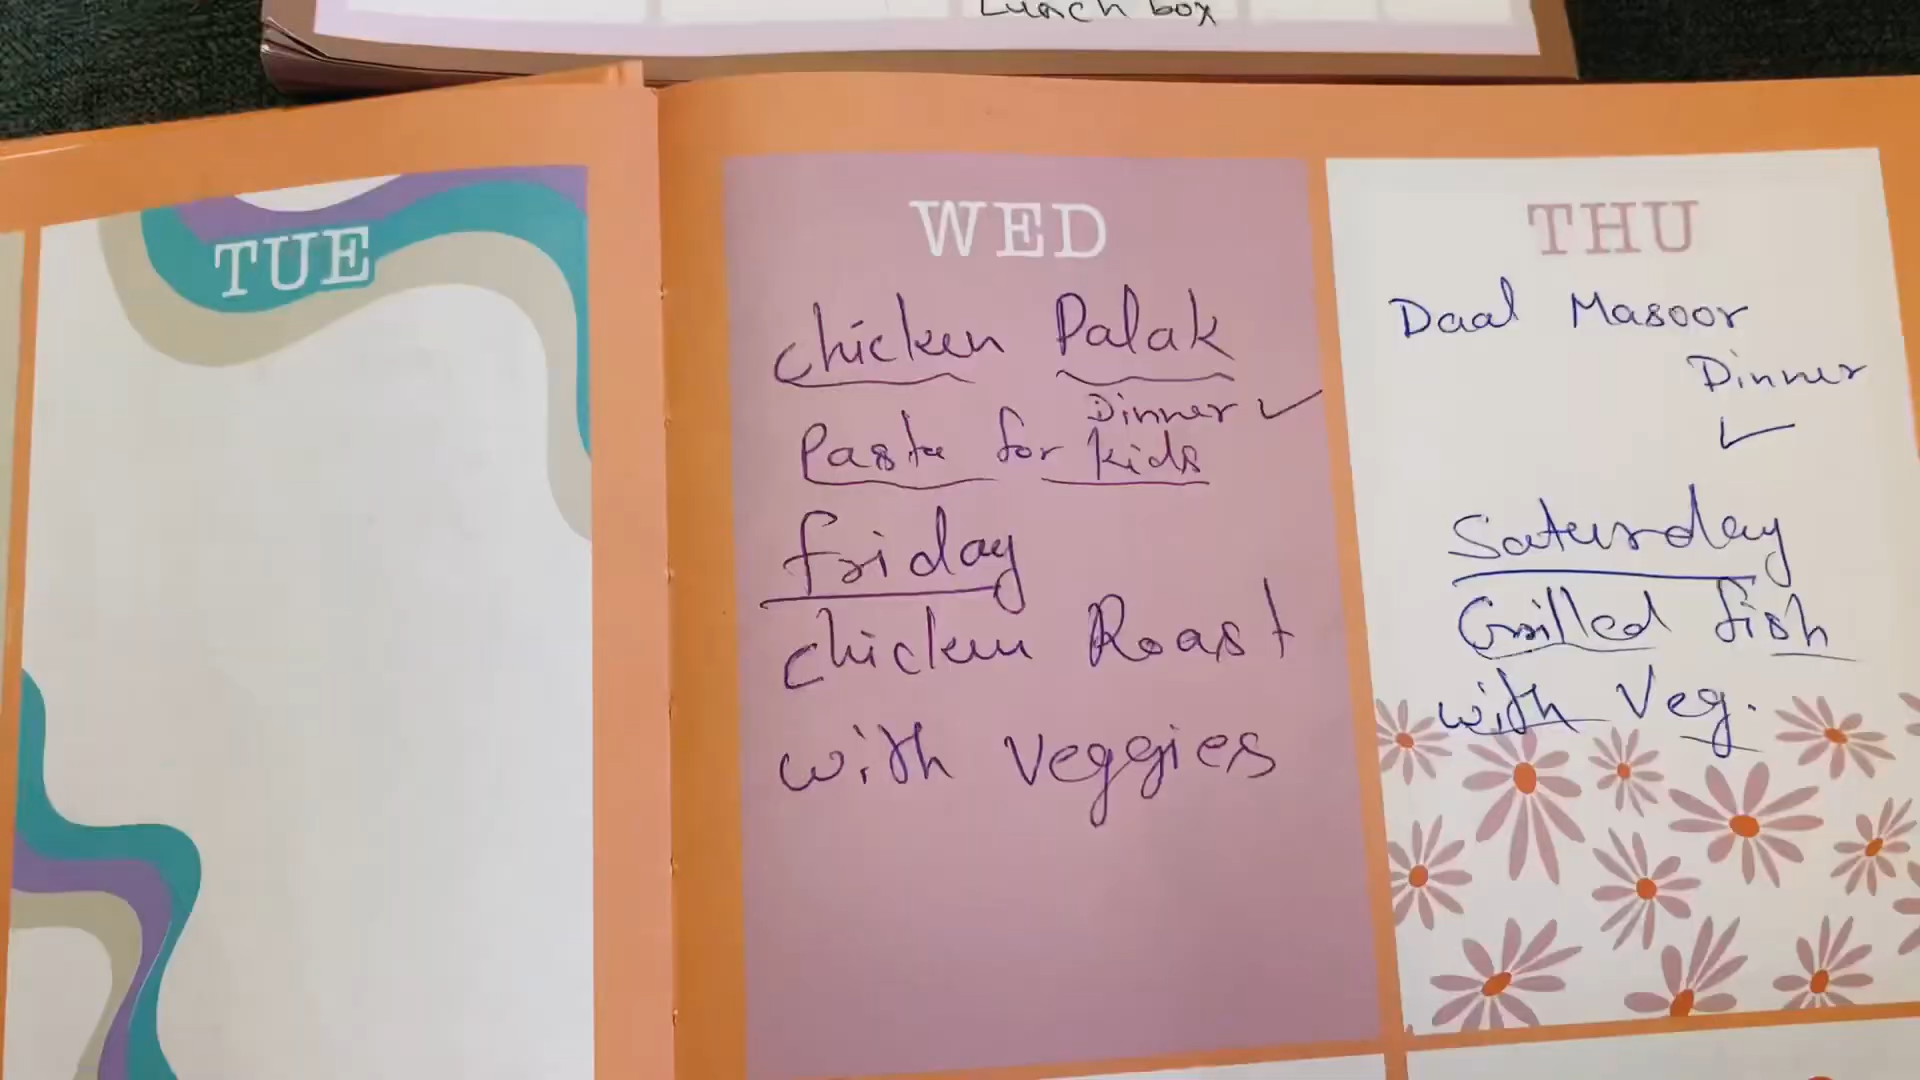 Lunch box
TUE
WED
chicken Palak
Dinner ✓
Pasta for kids
friday
chicken Roast
with veggies
THU
Daal Masoor
Dinner
✓
Saturday
Grilled fish
with Veg.